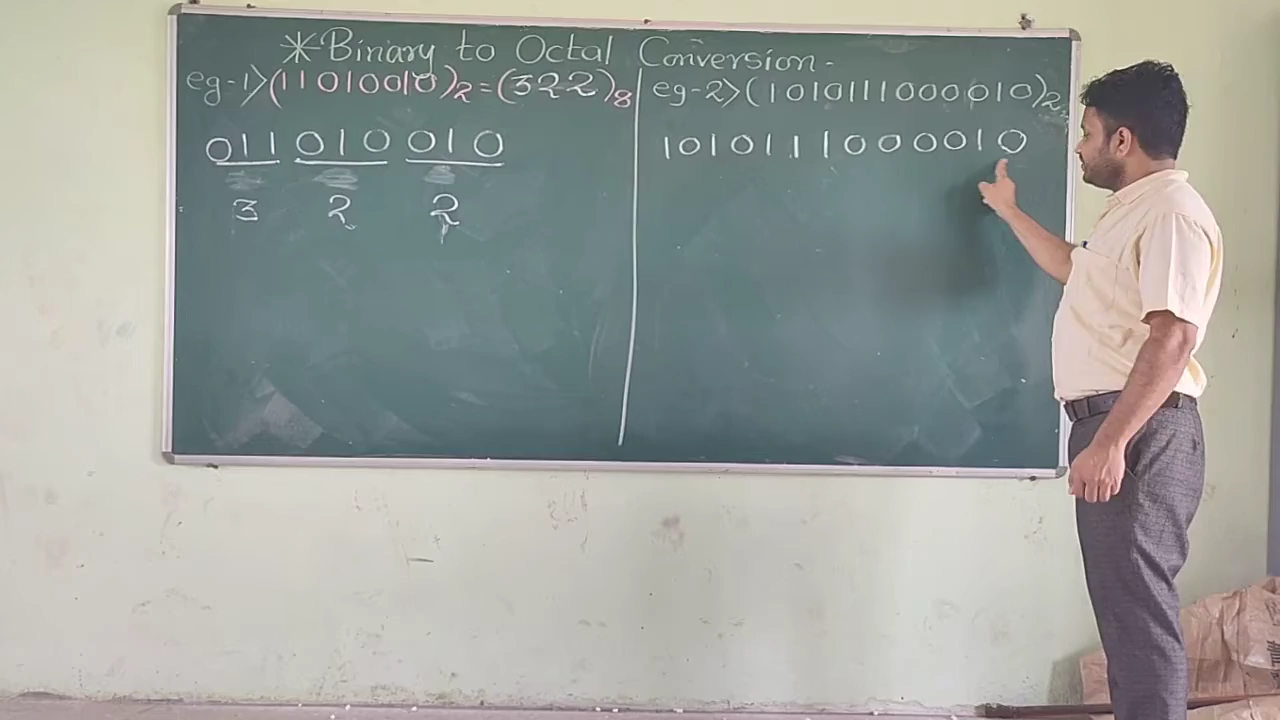 *Binary to Octal Conversion-
eg-1>(11010010)₂=(322)₈
011 010 010
3 2 2
eg-2>(1010111000010)₂
1010111000010